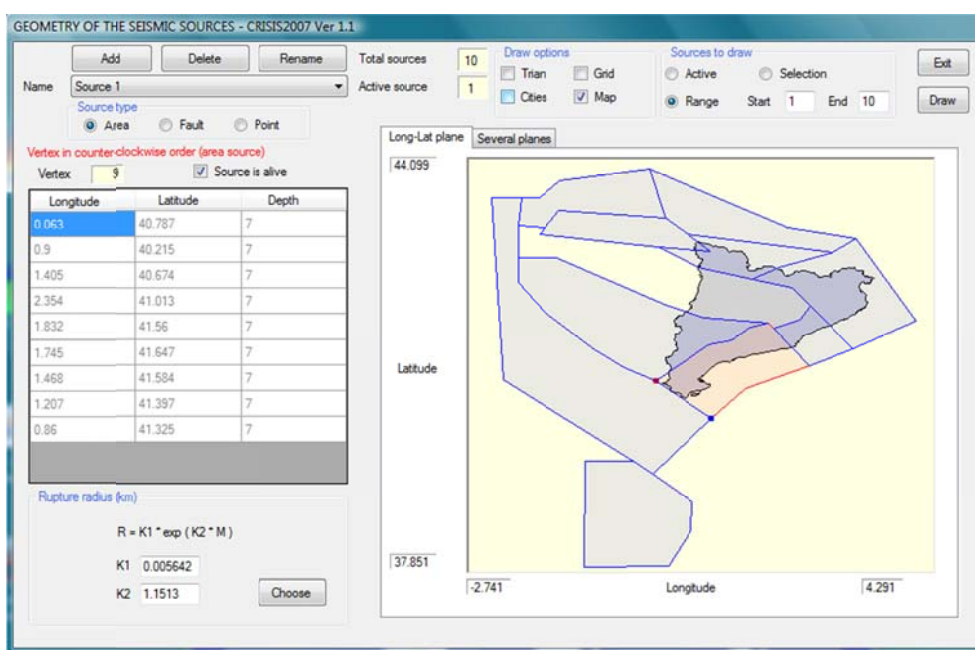 GEOMETRY OF THE SEISMIC SOURCES - CRISIS2007 Ver 1.1
Add Delete Rename
Name Source 1
Source type
Area Fault Point
Vertex in counter-clockwise order (area source)
Vertex 9 Source is alive
Longitude Latitude Depth
0.063 40.787 7
0.9 40.215 7
1.405 40.674 7
2.354 41.013 7
1.832 41.56 7
1.745 41.647 7
1.468 41.584 7
1.207 41.397 7
0.86 41.325 7
Rupture radius (km)
R = K1 * exp ( K2 * M )
K1 0.005642
K2 1.1513
Choose
Total sources 10
Active source 1
Draw options
Trian Grid
Cities Map
Sources to draw
Active Selection
Range Start 1 End 10
Exit
Draw
Long-Lat plane Several planes
44.099
Latitude
37.851
-2.741 Longitude 4.291